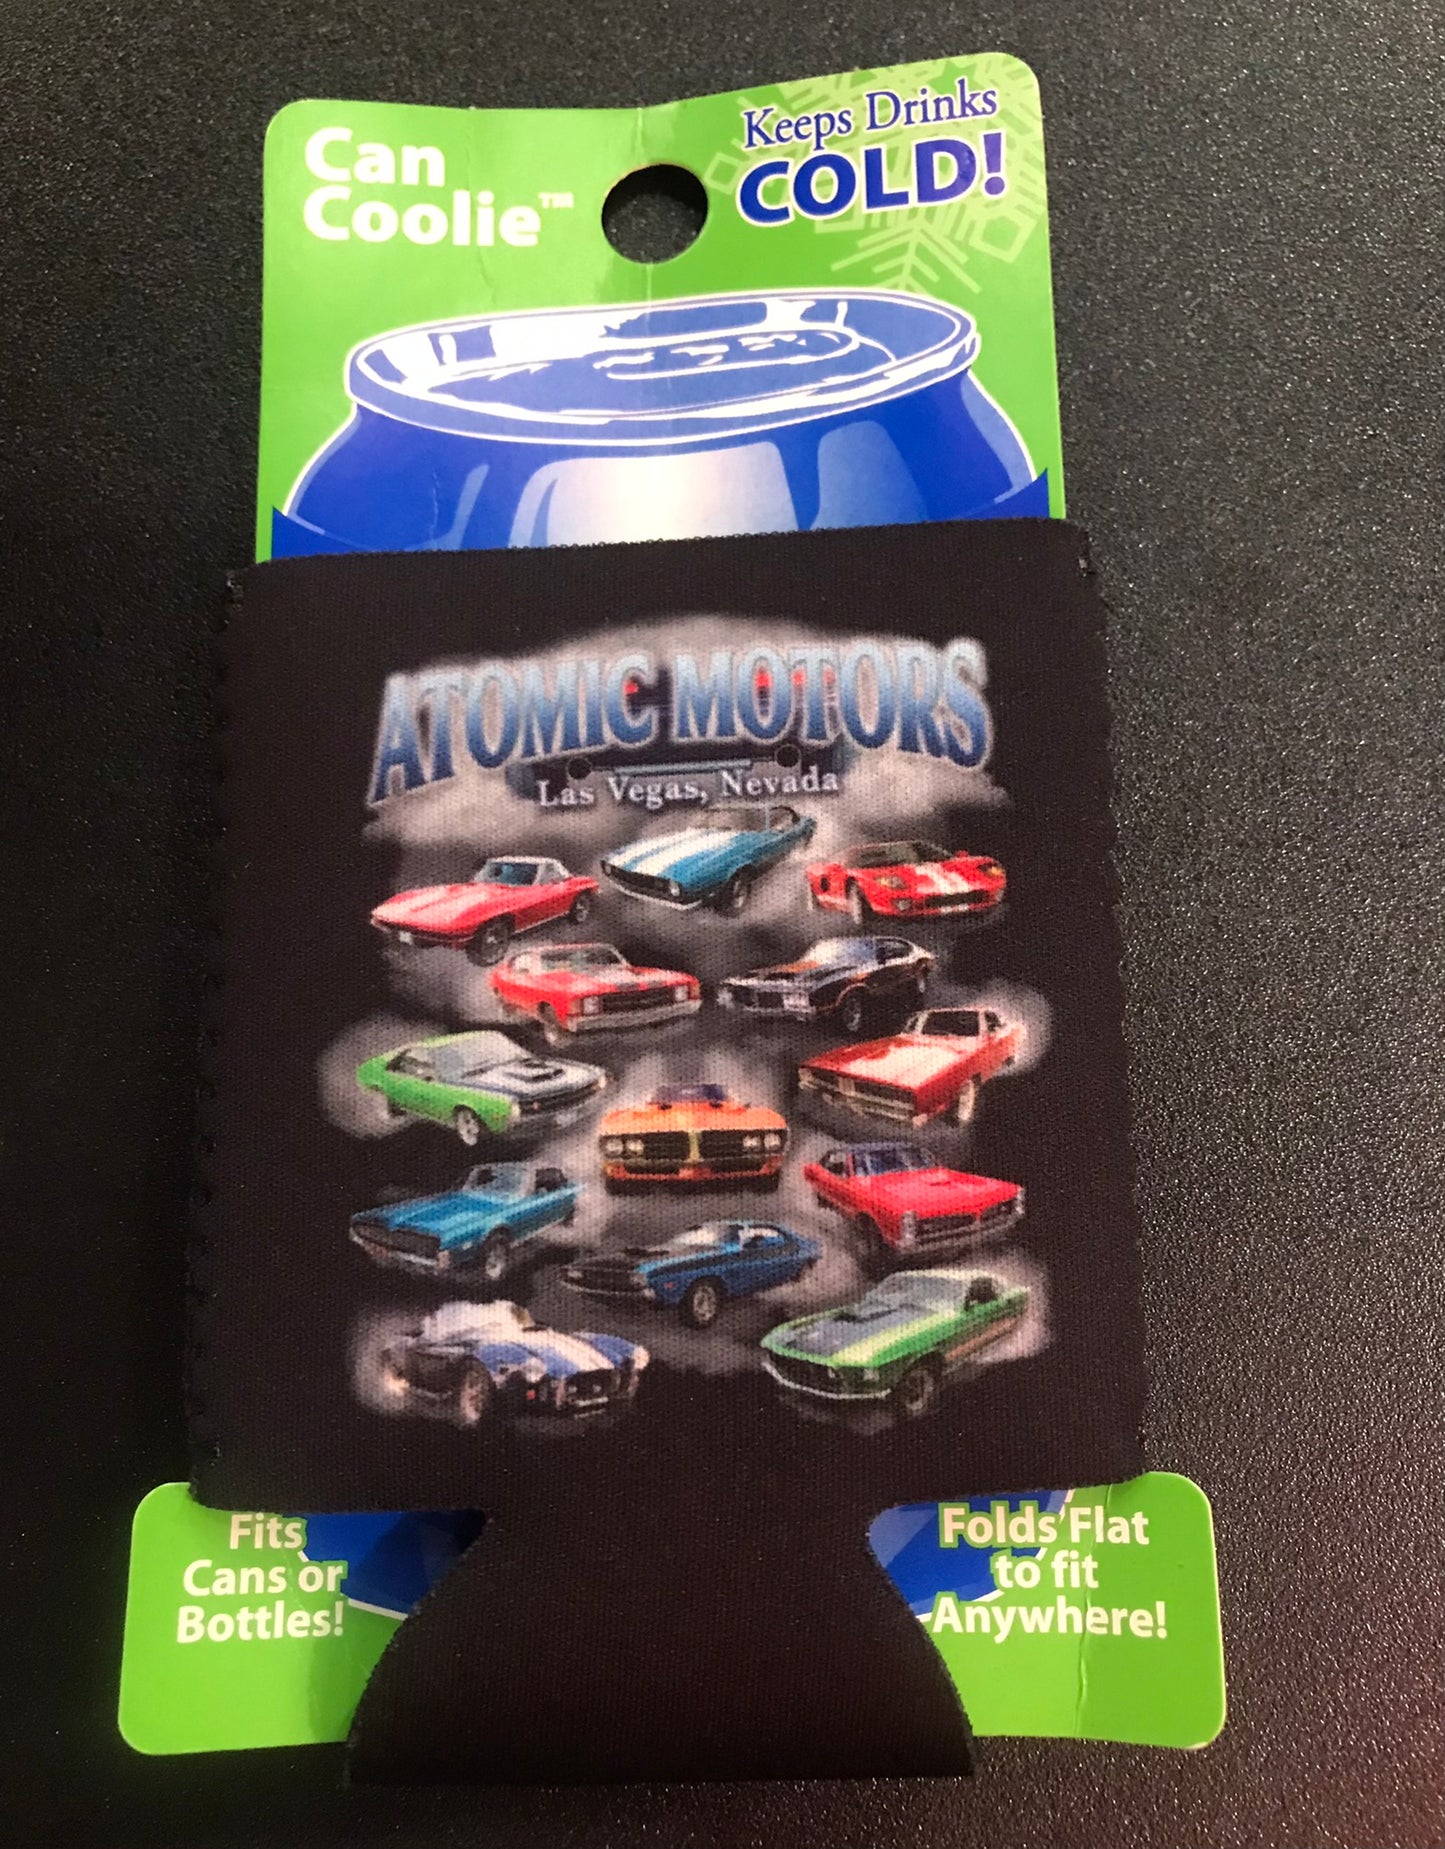 Can
Coolie™
Keeps Drinks
COLD!
ATOMIC MOTORS
Las Vegas, Nevada
Fits
Cans or
Bottles!
Folds Flat
to fit
Anywhere!